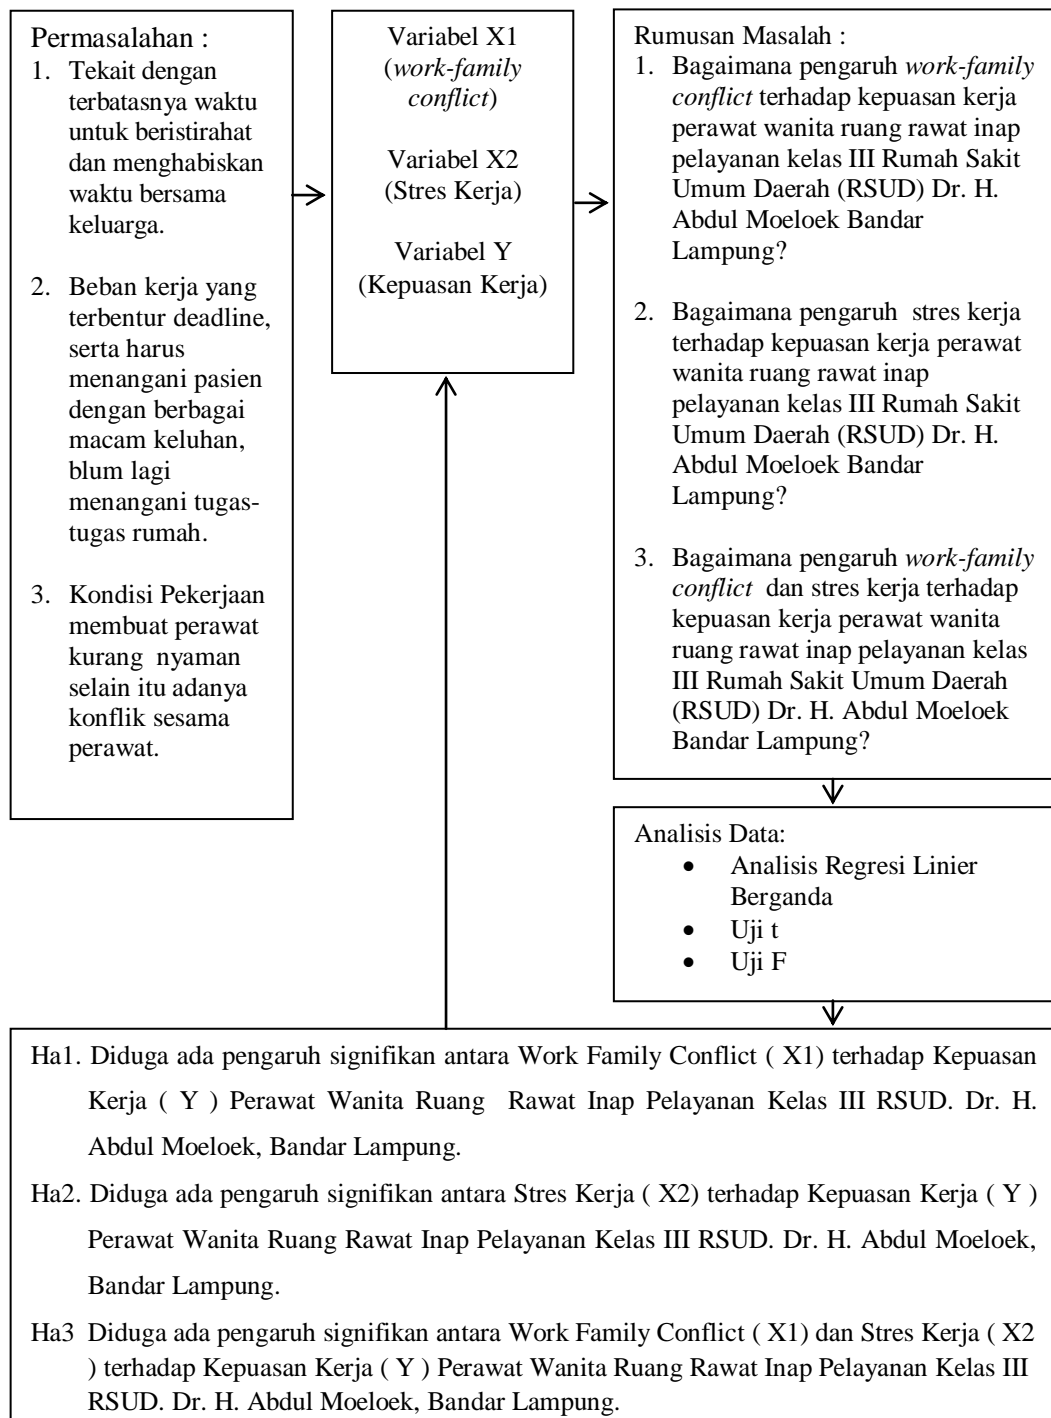 Permasalahan :
1. Tekait dengan
terbatasnya waktu
untuk beristirahat
dan menghabiskan
waktu bersama
keluarga.
2. Beban kerja yang
terbentur deadline,
serta harus
menangani pasien
dengan berbagai
macam keluhan,
blum lagi
menangani tugas-
tugas rumah.
3. Kondisi Pekerjaan
membuat perawat
kurang nyaman
selain itu adanya
konflik sesama
perawat.
Variabel X1
(work-family
conflict)
Variabel X2
(Stres Kerja)
Variabel Y
(Kepuasan Kerja)
Rumusan Masalah :
1. Bagaimana pengaruh work-family
conflict terhadap kepuasan kerja
perawat wanita ruang rawat inap
pelayanan kelas III Rumah Sakit
Umum Daerah (RSUD) Dr. H.
Abdul Moeloek Bandar
Lampung?
2. Bagaimana pengaruh stres kerja
terhadap kepuasan kerja perawat
wanita ruang rawat inap
pelayanan kelas III Rumah Sakit
Umum Daerah (RSUD) Dr. H.
Abdul Moeloek Bandar
Lampung?
3. Bagaimana pengaruh work-family
conflict dan stres kerja terhadap
kepuasan kerja perawat wanita
ruang rawat inap pelayanan kelas
III Rumah Sakit Umum Daerah
(RSUD) Dr. H. Abdul Moeloek
Bandar Lampung?
Analisis Data:
• Analisis Regresi Linier
Berganda
• Uji t
• Uji F
Ha1. Diduga ada pengaruh signifikan antara Work Family Conflict ( X1) terhadap Kepuasan
Kerja ( Y ) Perawat Wanita Ruang Rawat Inap Pelayanan Kelas III RSUD. Dr. H.
Abdul Moeloek, Bandar Lampung.
Ha2. Diduga ada pengaruh signifikan antara Stres Kerja ( X2) terhadap Kepuasan Kerja ( Y )
Perawat Wanita Ruang Rawat Inap Pelayanan Kelas III RSUD. Dr. H. Abdul Moeloek,
Bandar Lampung.
Ha3 Diduga ada pengaruh signifikan antara Work Family Conflict ( X1) dan Stres Kerja ( X2
) terhadap Kepuasan Kerja ( Y ) Perawat Wanita Ruang Rawat Inap Pelayanan Kelas III
RSUD. Dr. H. Abdul Moeloek, Bandar Lampung.